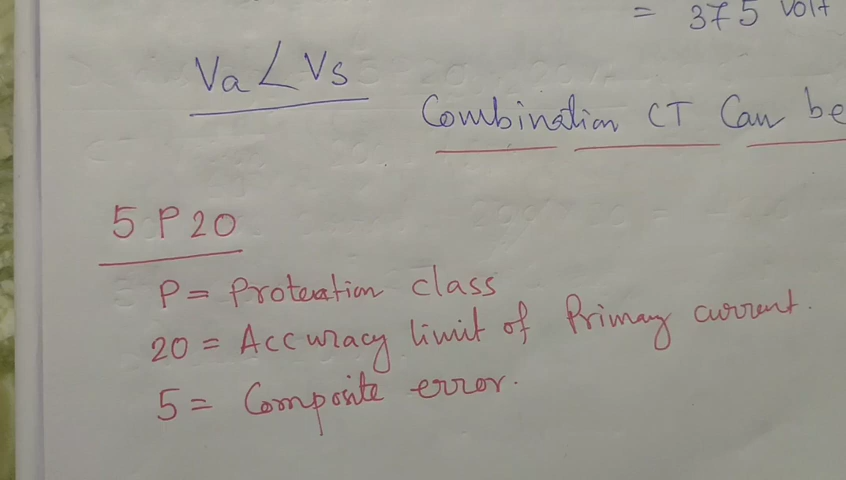 = 375 Volt
Va < Vs
Combination CT Can be
5 P 20
P = Protection class
20 = Accuracy limit of Primary current.
5 = Composite error.